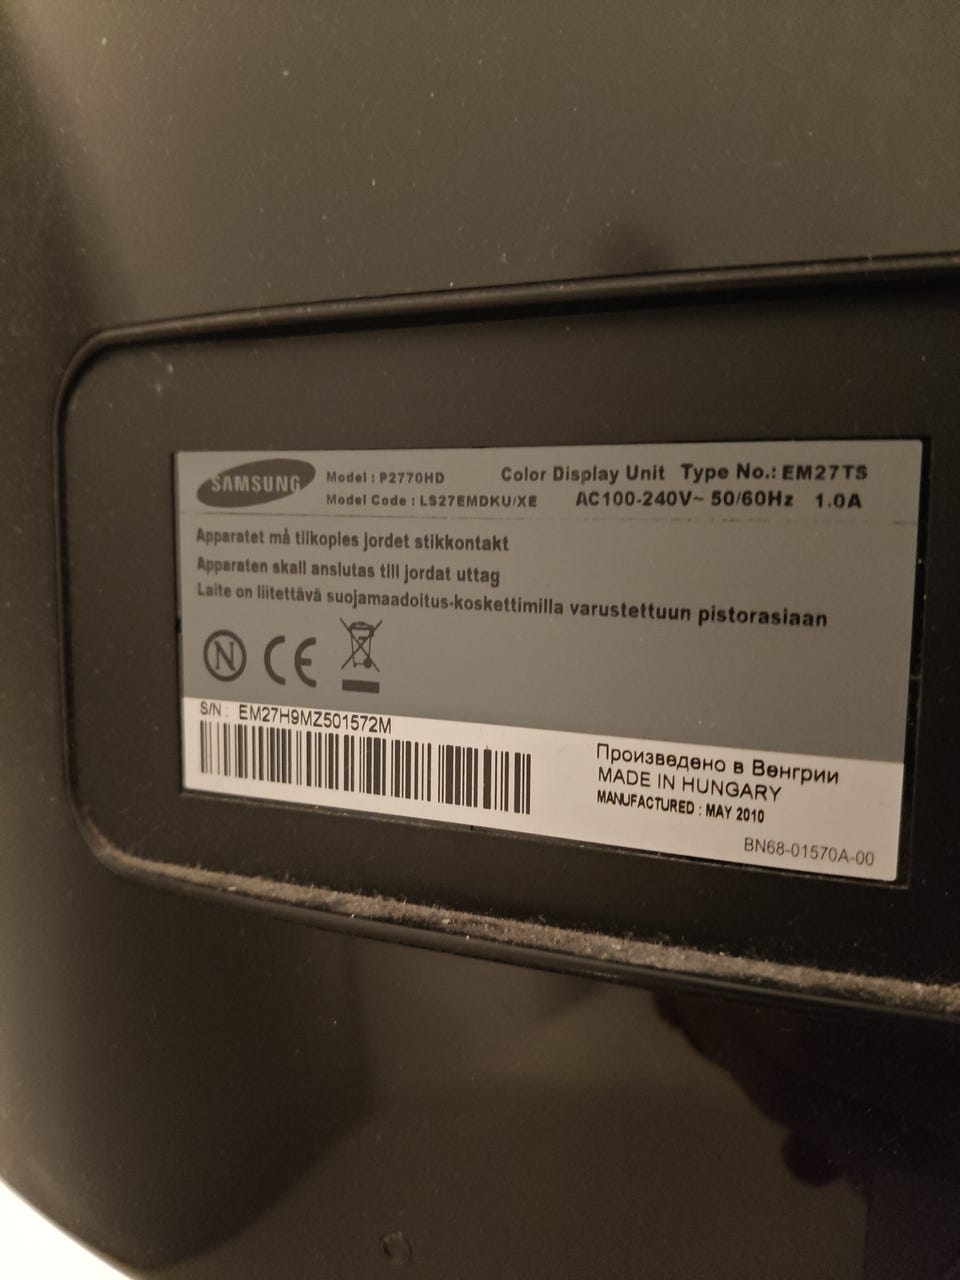 SAMSUNG
Model : P2770HD Color Display Unit Type No.: EM27TS
Model Code : LS27EMDKU/XE AC100-240V~ 50/60Hz 1.0A
Apparatet må tilkoples jordet stikkontakt
Apparaten skall anslutas till jordat uttag
Laite on liitettävä suojamaadoitus-koskettimilla varustettuun pistorasiaan
N CE
S/N : EM27H9MZ501572M
Произведено в Венгрии
MADE IN HUNGARY
MANUFACTURED : MAY 2010
BN68-01570A-00